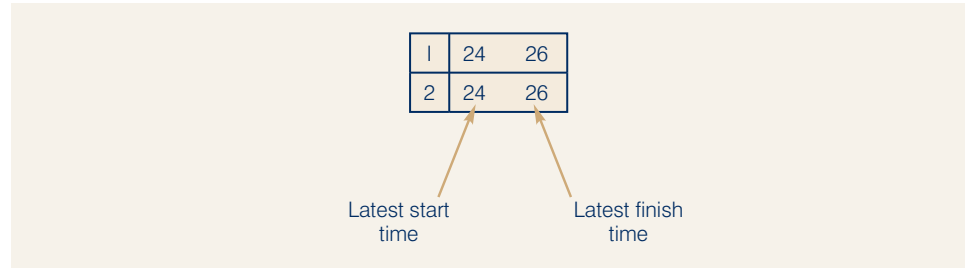 I 24 26
2 24 26
Latest start
time
Latest finish
time